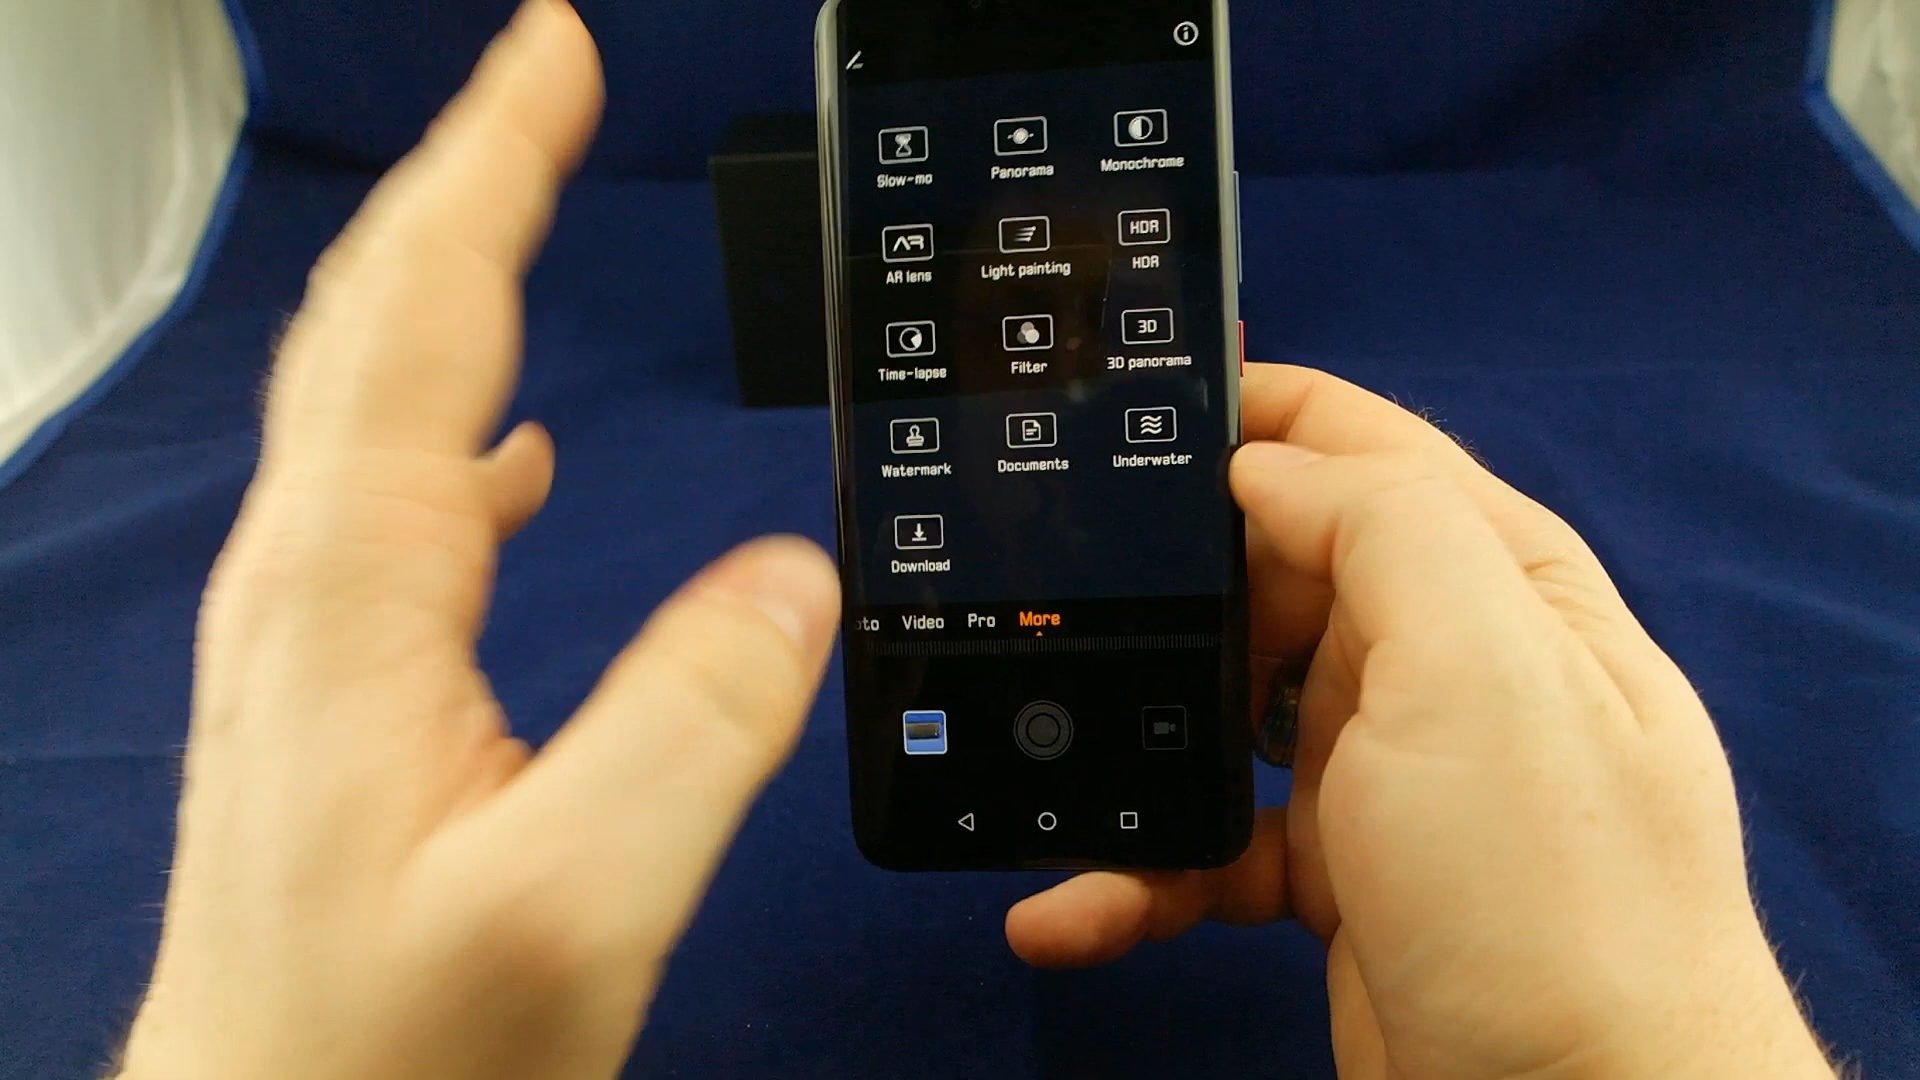 Slow-mo Panorama Monochrome
AR
HDR
AR lens Light painting HDR
3D
Time-lapse Filter 3D panorama
Watermark Documents Underwater
Download
oto Video Pro More